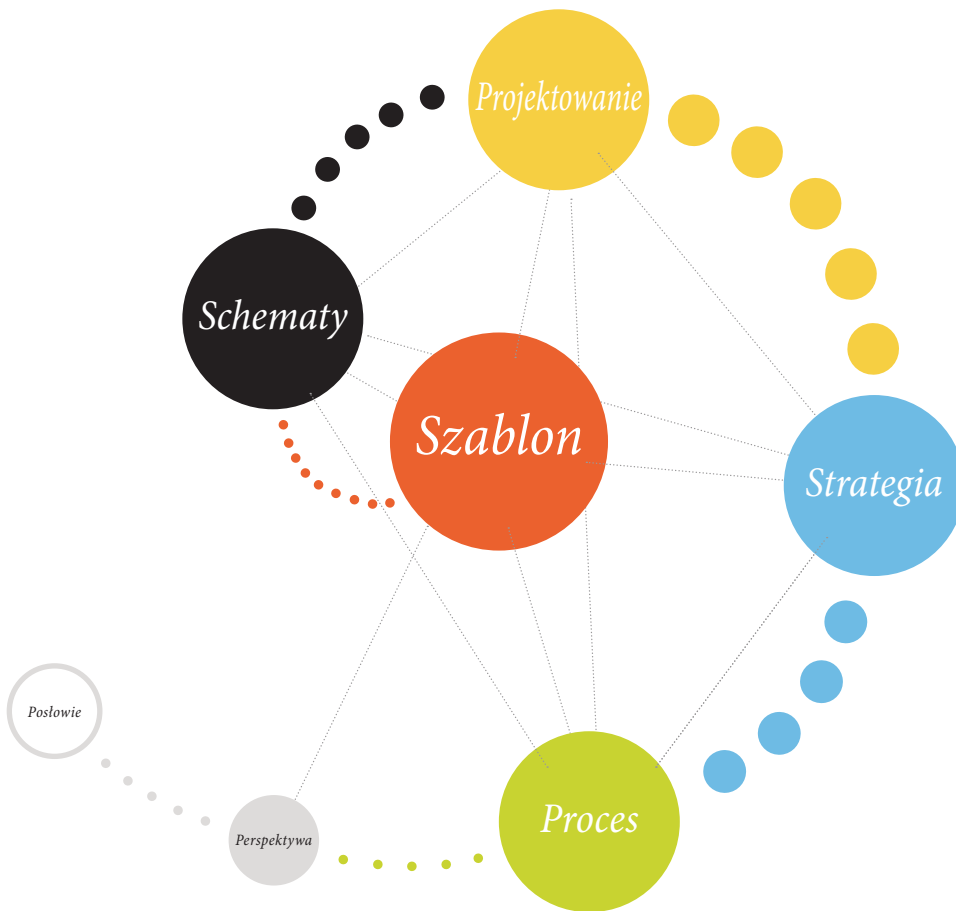 Projektowanie
Schematy
Szablon
Strategia
Posłowie
Proces
Perspektywa